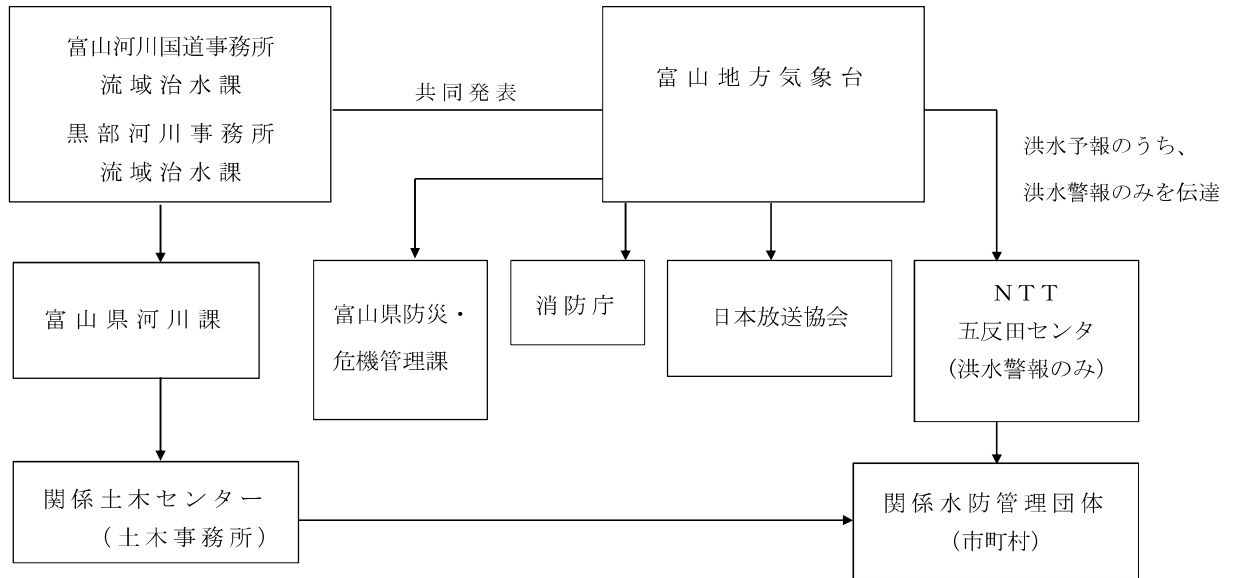 富山河川国道事務所
流域治水課
黒部河川事務所
流域治水課
共同発表
富山地方気象台
洪水予報のうち、
洪水警報のみを伝達
富山県河川課
富山県防災・
危機管理課
消防庁
日本放送協会
NTT
五反田センタ
(洪水警報のみ)
関係土木センター
(土木事務所)
関係水防管理団体
(市町村)